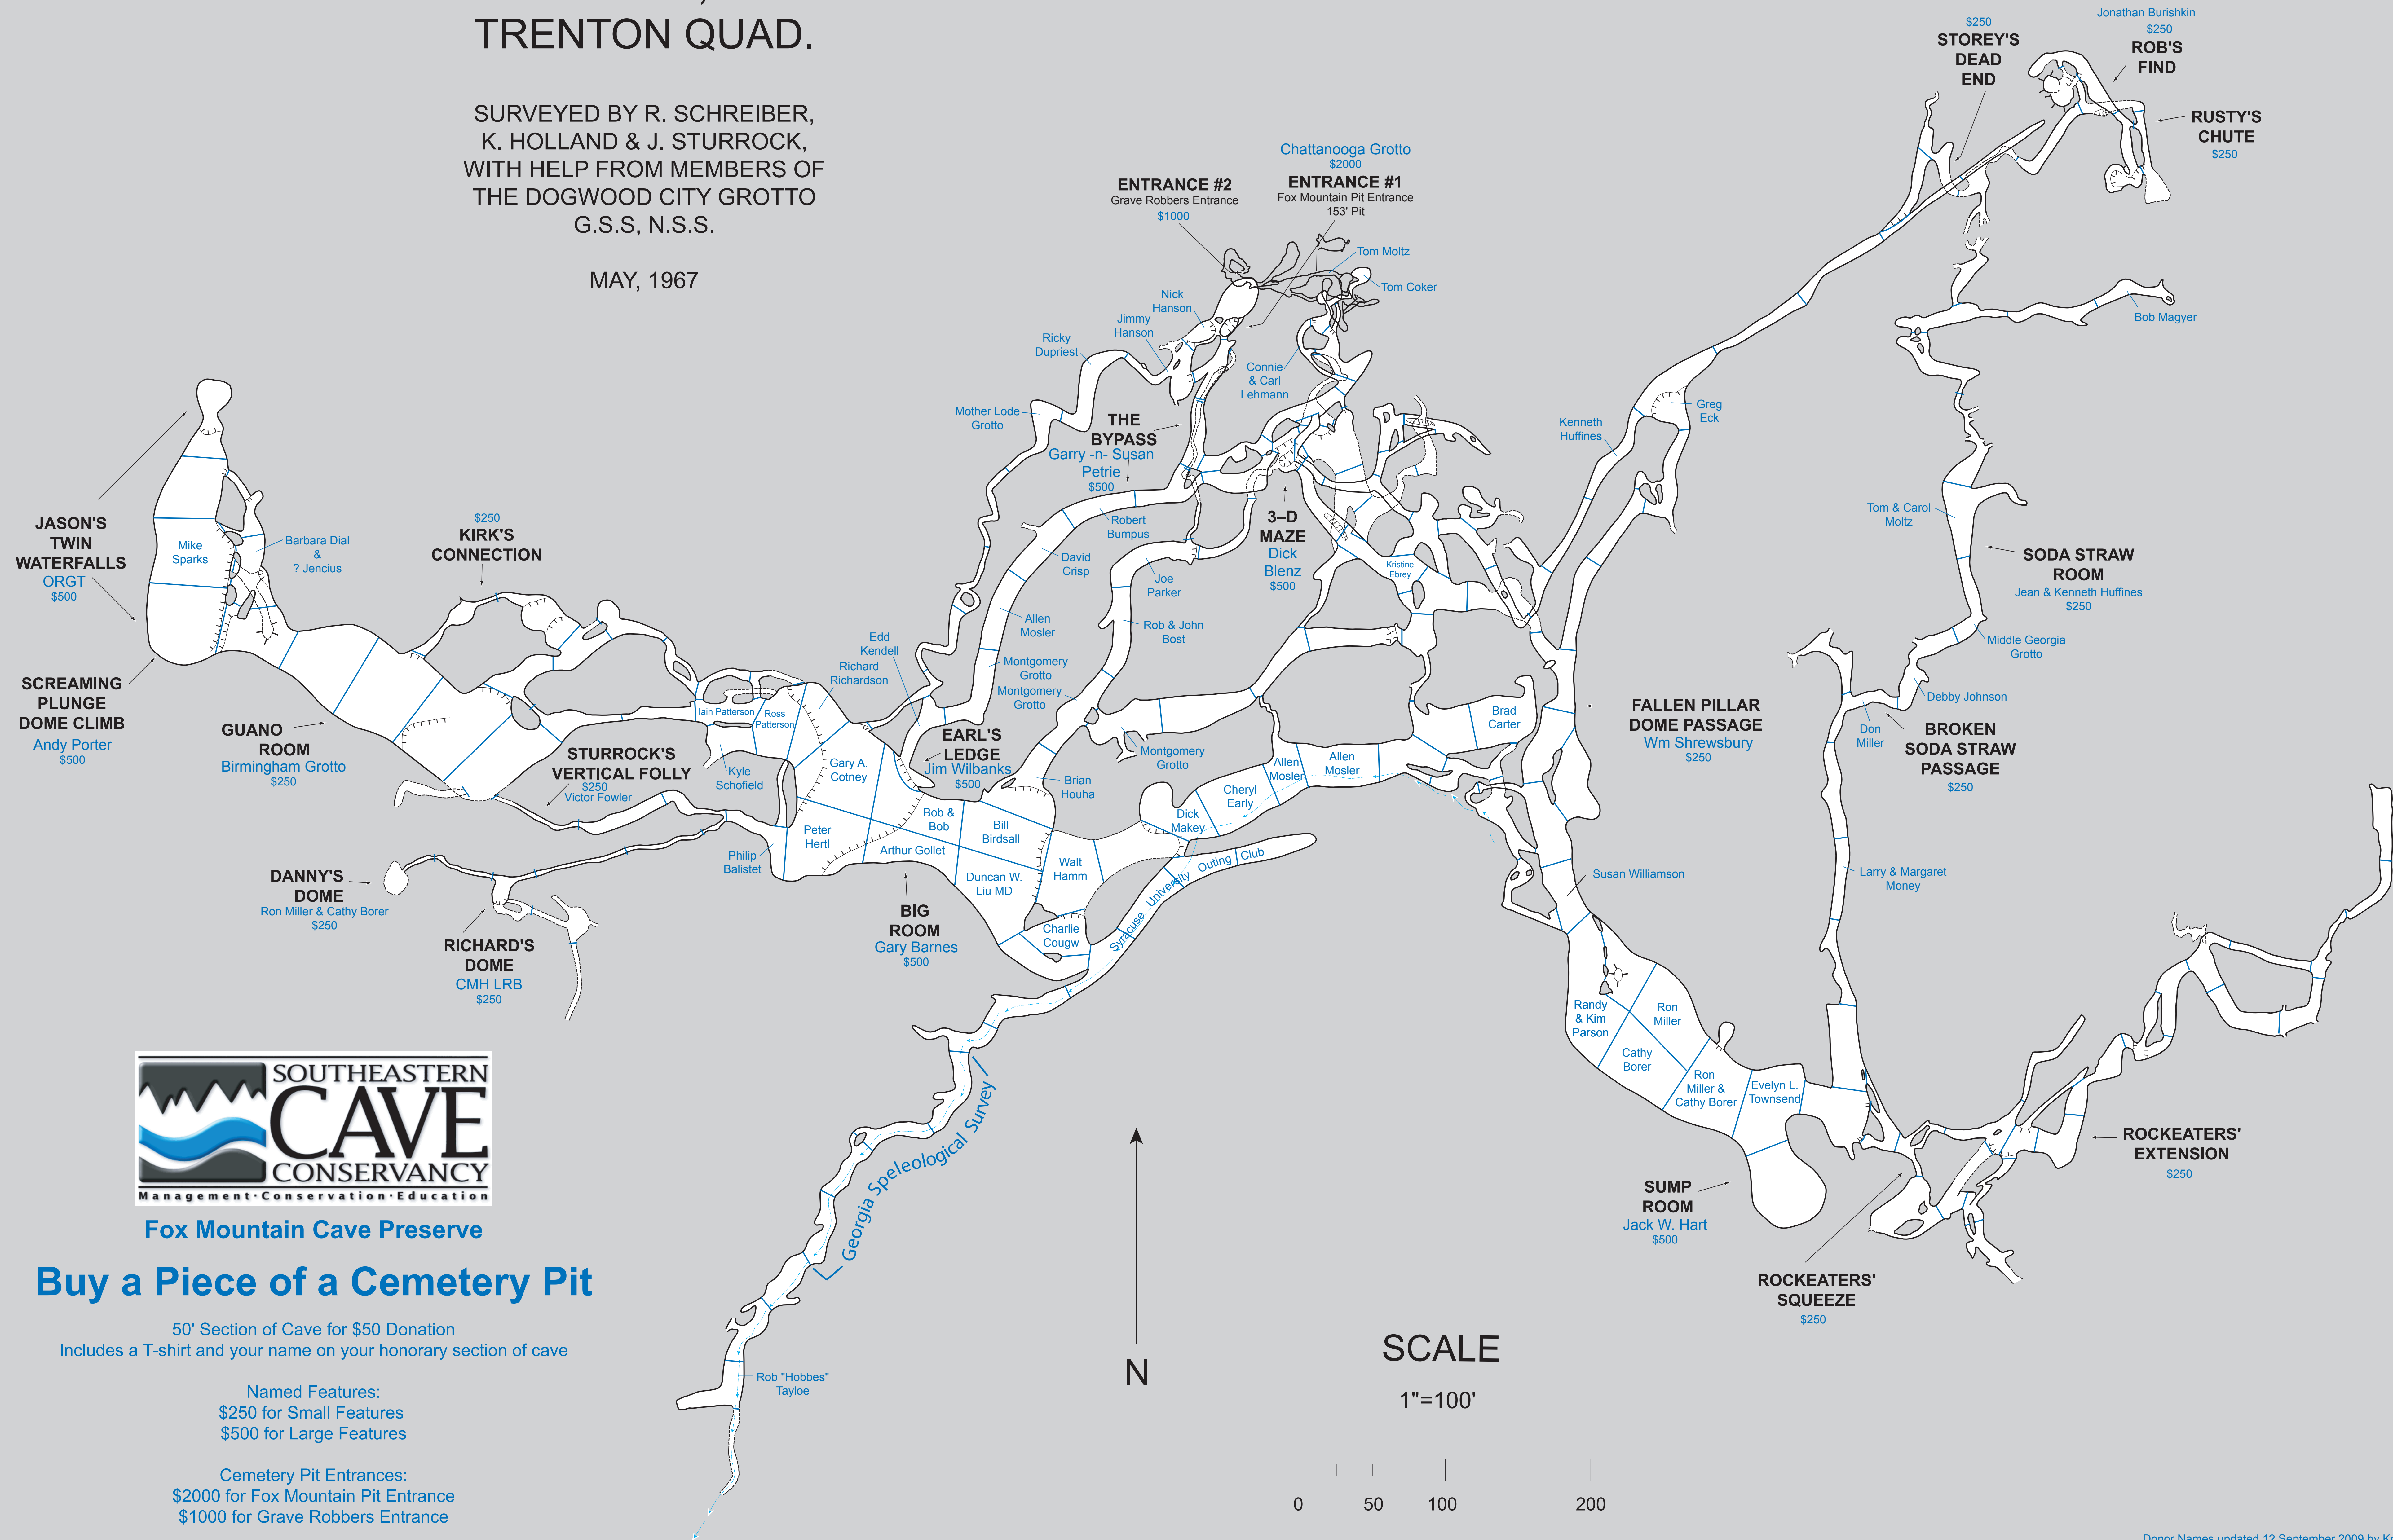 TRENTON QUAD.
SURVEYED BY R. SCHREIBER,
K. HOLLAND & J. STURROCK,
WITH HELP FROM MEMBERS OF
THE DOGWOOD CITY GROTTO
G.S.S, N.S.S.
MAY, 1967
$250
STOREY'S
DEAD
END
Jonathan Burishkin
$250
ROB'S
FIND
RUSTY'S
CHUTE
$250
Chattanooga Grotto
$2000
ENTRANCE #1
Fox Mountain Pit Entrance
153' Pit
ENTRANCE #2
Grave Robbers Entrance
$1000
Tom Moltz
Tom Coker
Nick
Hanson
Jimmy
Hanson
Ricky
Dupriest
Connie
& Carl
Lehmann
Mother Lode
Grotto
THE
BYPASS
Garry -n- Susan
Petrie
$500
Bob Magyer
Greg
Eck
Kenneth
Huffines
JASON'S
TWIN
WATERFALLS
ORGT
$500
Mike
Sparks
Barbara Dial
&
? Jencius
$250
KIRK'S
CONNECTION
Robert
Bumpus
David
Crisp
Joe
Parker
3–D
MAZE
Dick
Blenz
$500
Kristine
Ebrey
Tom & Carol
Moltz
SODA STRAW
ROOM
Jean & Kenneth Huffines
$250
Allen
Mosler
Rob & John
Bost
Edd
Kendell
Richard
Richardson
Montgomery
Grotto
Montgomery
Grotto
Middle Georgia
Grotto
SCREAMING
PLUNGE
DOME CLIMB
Andy Porter
$500
GUANO
ROOM
Birmingham Grotto
$250
Iain Patterson
Ross
Patterson
STURROCK'S
VERTICAL FOLLY
$250
Victor Fowler
Kyle
Schofield
Gary A.
Cotney
EARL'S
LEDGE
Jim Wilbanks
$500
Brian
Houha
Montgomery
Grotto
Brad
Carter
Allen
Mosler
Allen
Mosler
Cheryl
Early
Dick
Makey
FALLEN PILLAR
DOME PASSAGE
Wm Shrewsbury
$250
Debby Johnson
Don
Miller
BROKEN
SODA STRAW
PASSAGE
$250
Bob &
Bob
Bill
Birdsall
Peter
Hertl
Arthur Gollet
Philip
Balistet
Duncan W.
Liu MD
Walt
Hamm
Charlie
Cougw
Syracuse University Outing Club
DANNY'S
DOME
Ron Miller & Cathy Borer
$250
RICHARD'S
DOME
CMH LRB
$250
BIG
ROOM
Gary Barnes
$500
Susan Williamson
Larry & Margaret
Money
Randy
& Kim
Parson
Ron
Miller
Cathy
Borer
Ron
Miller &
Cathy Borer
Evelyn L.
Townsend
ROCKEATERS'
EXTENSION
$250
SUMP
ROOM
Jack W. Hart
$500
ROCKEATERS'
SQUEEZE
$250
Georgia Speleological Survey
Rob "Hobbes"
Tayloe
SOUTHEASTERN
CAVE
CONSERVANCY
Management·Conservation·Education
Fox Mountain Cave Preserve
Buy a Piece of a Cemetery Pit
50' Section of Cave for $50 Donation
Includes a T-shirt and your name on your honorary section of cave
Named Features:
$250 for Small Features
$500 for Large Features
Cemetery Pit Entrances:
$2000 for Fox Mountain Pit Entrance
$1000 for Grave Robbers Entrance
N
SCALE
1"=100'
0 50 100 200
Donor Names updated 12 September 2009 by